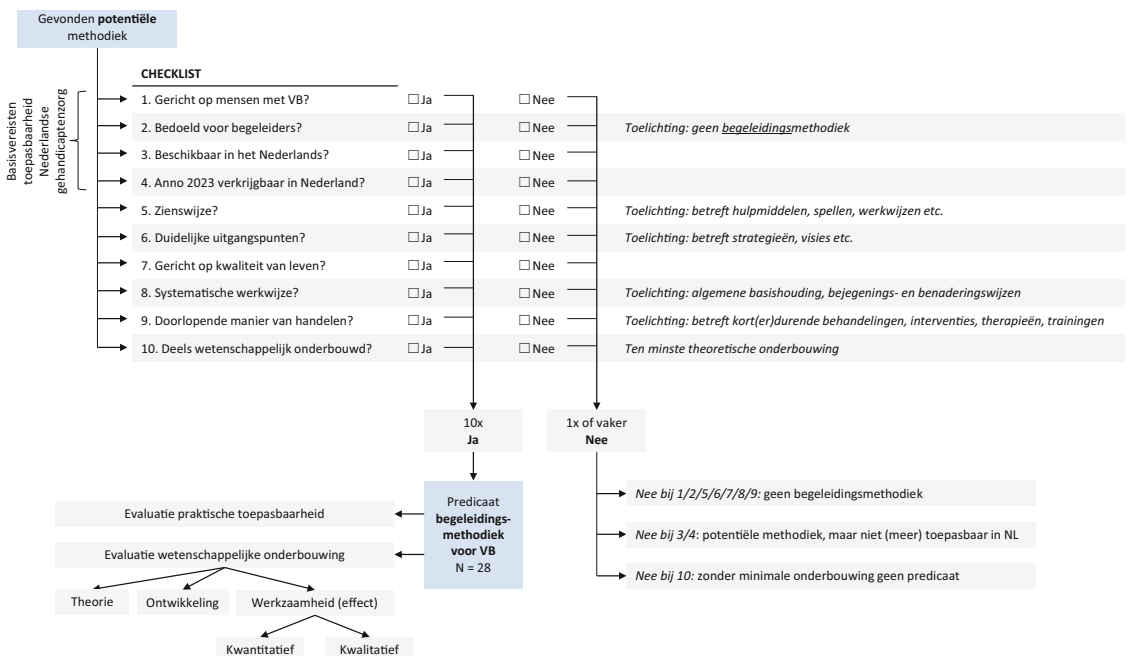 Gevonden potentiële
methodiek
Basisvereisten
toepasbaarheid
Nederlandse
gehandicaptenzorg
CHECKLIST
1. Gericht op mensen met VB? ☐ Ja ☐ Nee
2. Bedoeld voor begeleiders? ☐ Ja ☐ Nee Toelichting: geen begeleidingsmethodiek
3. Beschikbaar in het Nederlands? ☐ Ja ☐ Nee
4. Anno 2023 verkrijgbaar in Nederland? ☐ Ja ☐ Nee
5. Zienswijze? ☐ Ja ☐ Nee Toelichting: betreft hulpmiddelen, spellen, werkwijzen etc.
6. Duidelijke uitgangspunten? ☐ Ja ☐ Nee Toelichting: betreft strategieën, visies etc.
7. Gericht op kwaliteit van leven? ☐ Ja ☐ Nee
8. Systematische werkwijze? ☐ Ja ☐ Nee Toelichting: algemene basishouding, bejegenings- en benaderingswijzen
9. Doorlopende manier van handelen? ☐ Ja ☐ Nee Toelichting: betreft kort(er)durende behandelingen, interventies, therapieën, trainingen
10. Deels wetenschappelijk onderbouwd? ☐ Ja ☐ Nee Ten minste theoretische onderbouwing
10x
Ja
1x of vaker
Nee
Predicaat
begeleidings-
methodiek
voor VB
N = 28
Nee bij 1/2/5/6/7/8/9: geen begeleidingsmethodiek
Nee bij 3/4: potentiële methodiek, maar niet (meer) toepasbaar in NL
Nee bij 10: zonder minimale onderbouwing geen predicaat
Evaluatie praktische toepasbaarheid
Evaluatie wetenschappelijke onderbouwing
Theorie Ontwikkeling Werkzaamheid (effect)
Kwantitatief Kwalitatief